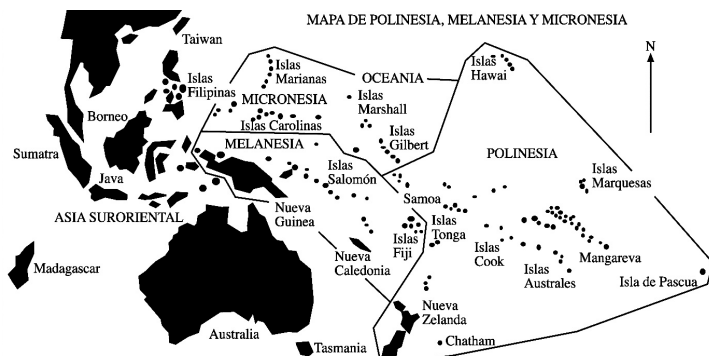 MAPA DE POLINESIA, MELANESIA Y MICRONESIA
Taiwan
N
Islas
Filipinas
Islas
Marianas
OCEANIA
Islas
Hawai
MICRONESIA
Islas
Marshall
Borneo
Islas Carolinas
Islas
Gilbert
Sumatra
MELANESIA
POLINESIA
Java
Islas
Salomón
Samoa
Islas
Marquesas
ASIA SURORIENTAL
Nueva
Guinea
Islas
Fiji
Islas
Tonga
Islas
Cook
Mangareva
Madagascar
Nueva
Caledonia
Islas
Australes
Isla de Pascua
Australia
Nueva
Zelanda
Tasmania
Chatham